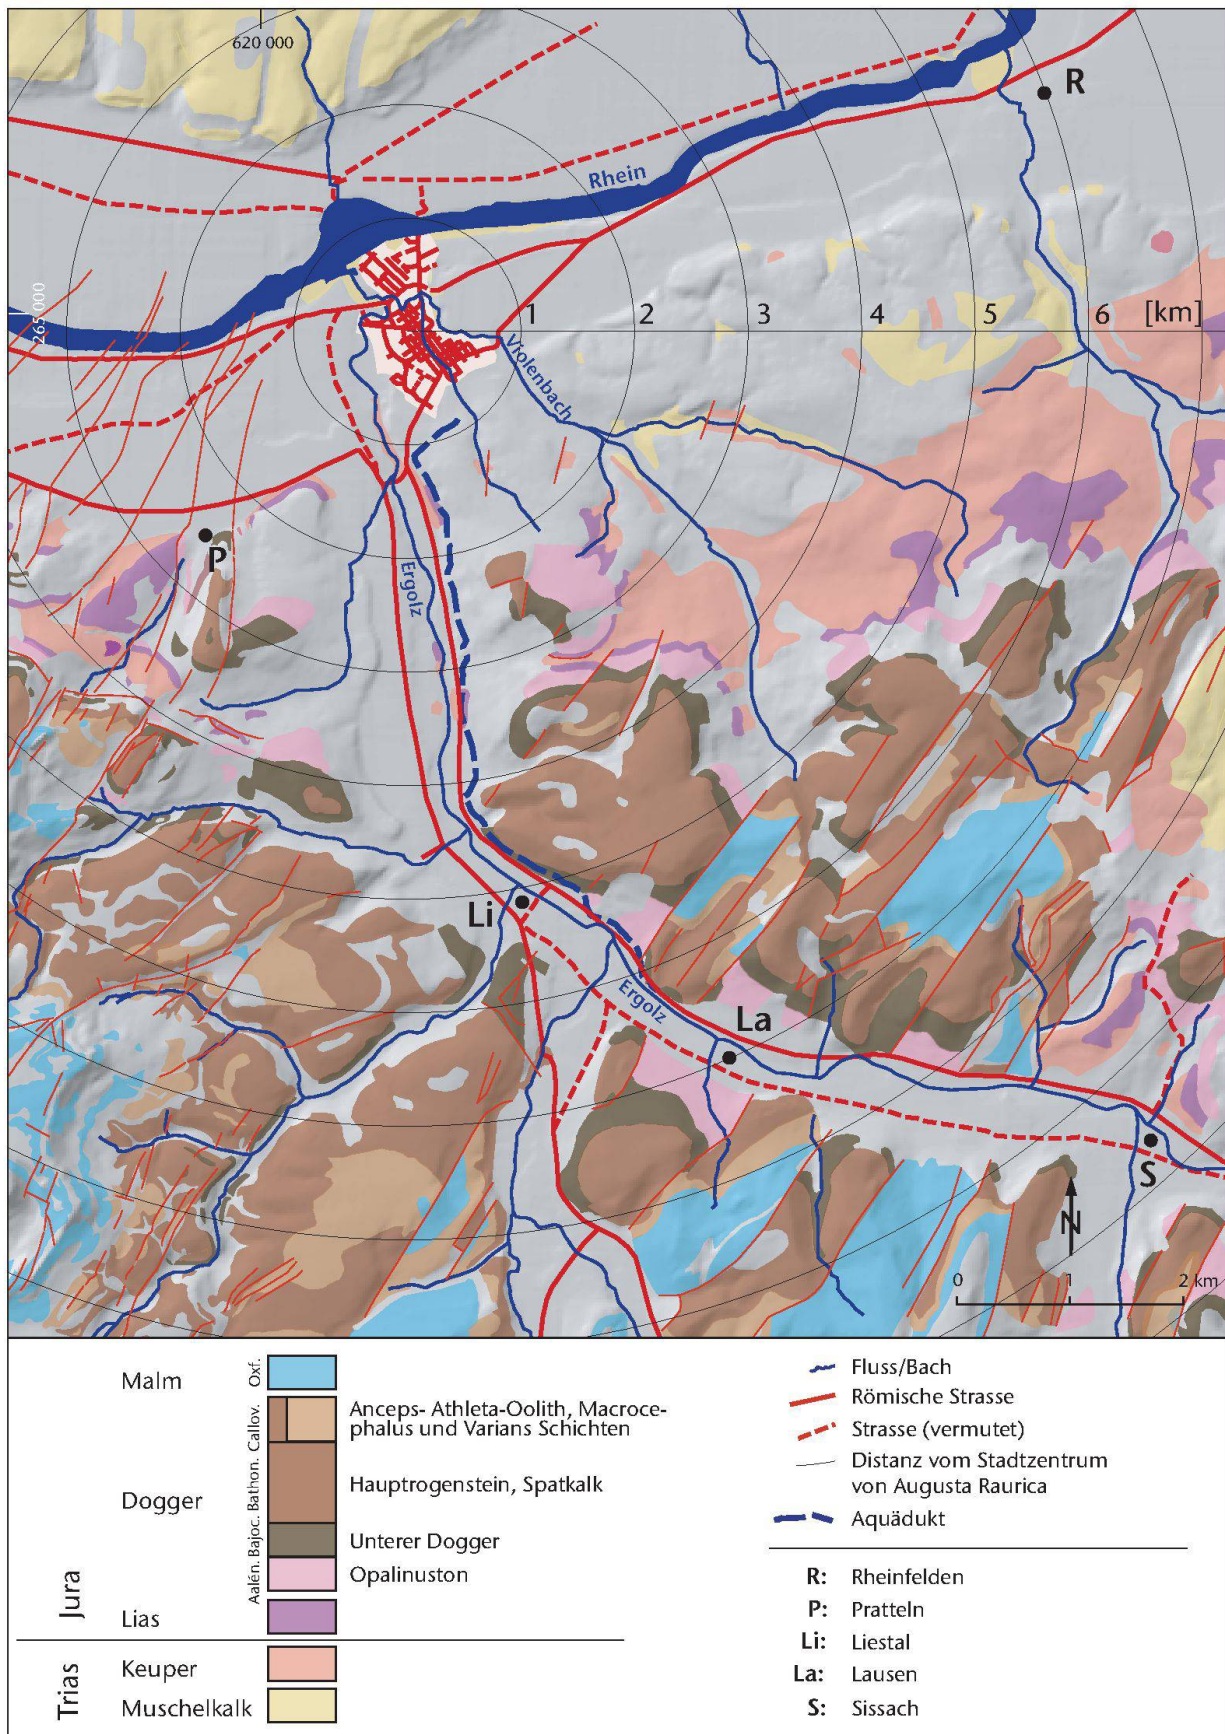 620 000
R
Rhein
265 000
1 2 3 4 5 6 [km]
Violenbach
P
Ergolz
Li
Ergolz
La
S
N
0 1 2 km
Malm
Oxf.
Anceps- Athleta-Oolith, Macroce-
phalus und Varians Schichten
Callov.
Hauptrogenstein, Spatkalk
Bathon.
Dogger
Bajoc.
Unterer Dogger
Aalén.
Opalinuston
Jura
Lias
Keuper
Trias
Muschelkalk
Fluss/Bach
Römische Strasse
Strasse (vermutet)
Distanz vom Stadtzentrum
von Augusta Raurica
Aquädukt
R: Rheinfelden
P: Pratteln
Li: Liestal
La: Lausen
S: Sissach